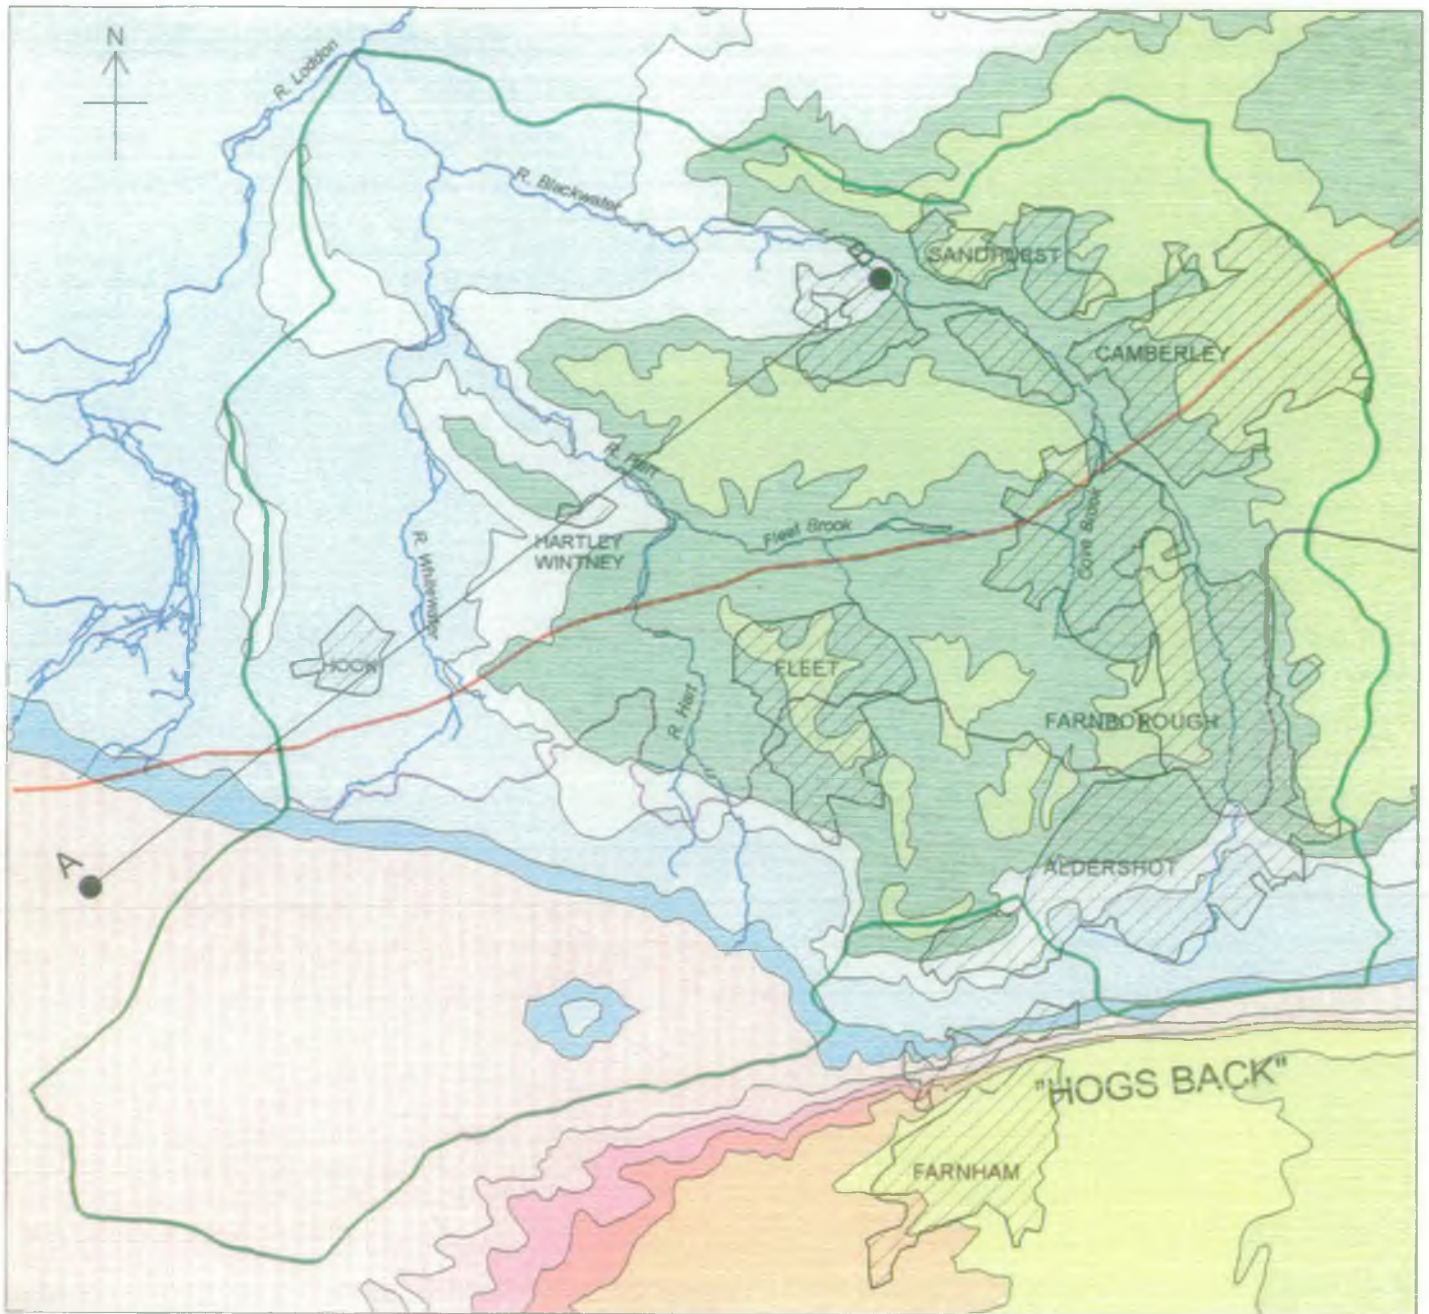 N
R. Loddon
R. Blackwater
SANDHURST
CAMBERLEY
R. Hart
Fleet Brook
Cove Brook
HARTLEY
WINTNEY
R. Whitewater
HOOK
FLEET
R. Hart
FARNBOROUGH
A
ALDERSHOT
"HOGS BACK"
FARNHAM